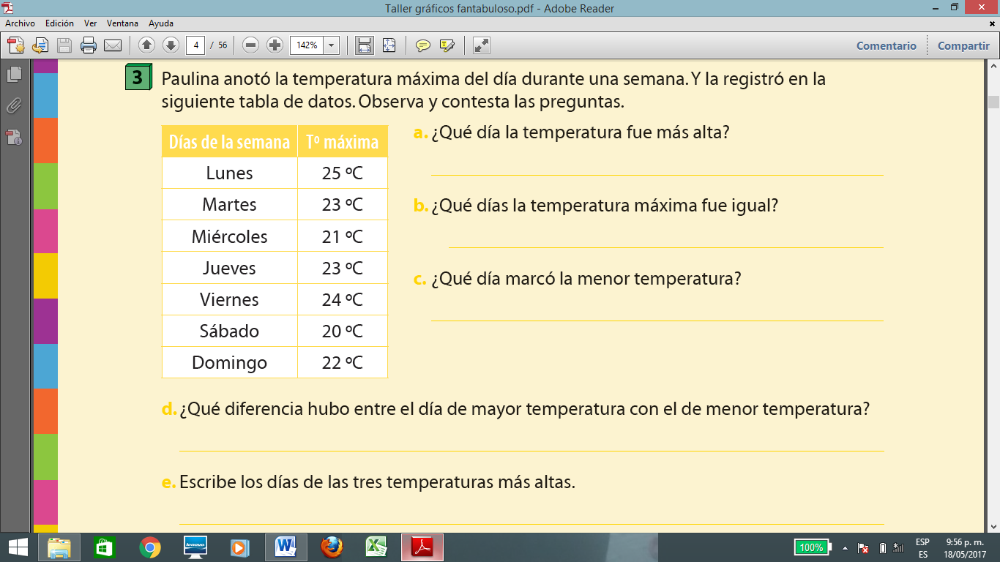 Taller gráficos fantabuloso.pdf - Adobe Reader
Archivo Edición Ver Ventana Ayuda
4 / 56 142% Comentario Compartir
3 Paulina anotó la temperatura máxima del día durante una semana. Y la registró en la
siguiente tabla de datos. Observa y contesta las preguntas.
Días de la semana Tº máxima
Lunes 25 ºC
Martes 23 ºC
Miércoles 21 ºC
Jueves 23 ºC
Viernes 24 ºC
Sábado 20 ºC
Domingo 22 ºC
a. ¿Qué día la temperatura fue más alta?
b. ¿Qué días la temperatura máxima fue igual?
c. ¿Qué día marcó la menor temperatura?
d. ¿Qué diferencia hubo entre el día de mayor temperatura con el de menor temperatura?
e. Escribe los días de las tres temperaturas más altas.
lenovo
100%
ESP
ES
9:56 p. m.
18/05/2017